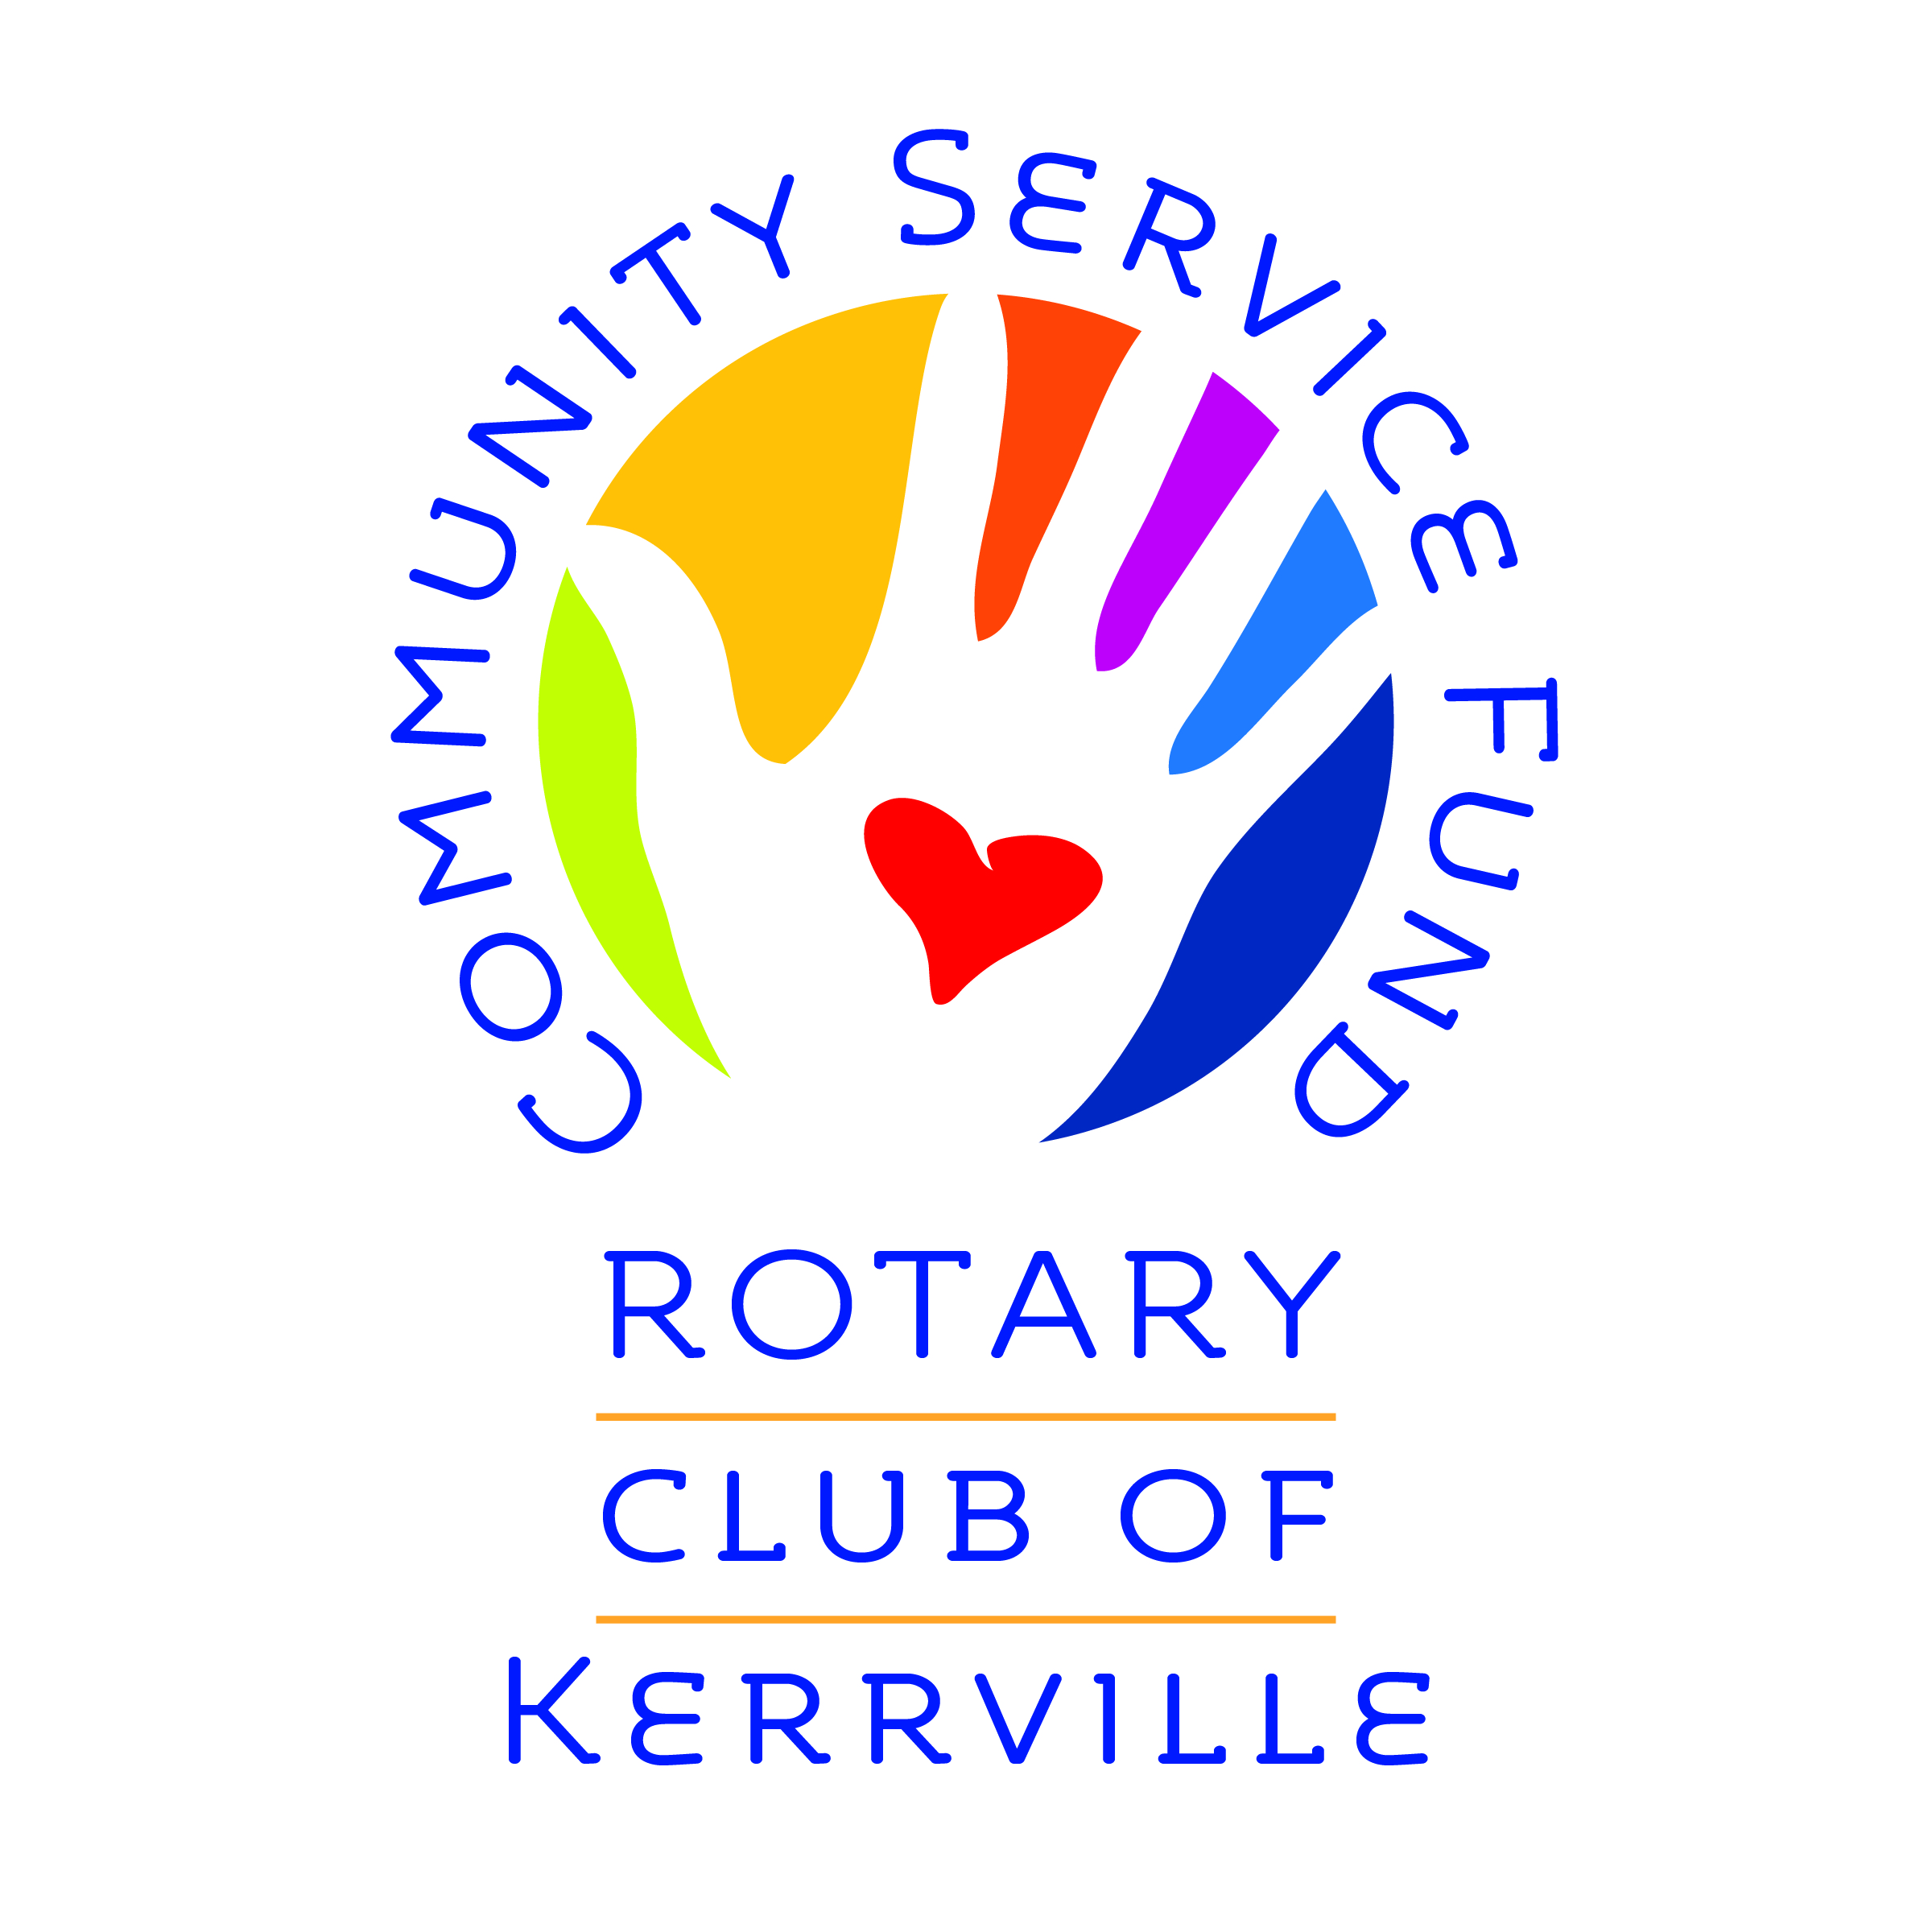 COMMUNITY SERVICE FUND
ROTARY
CLUB OF
KERRVILLE